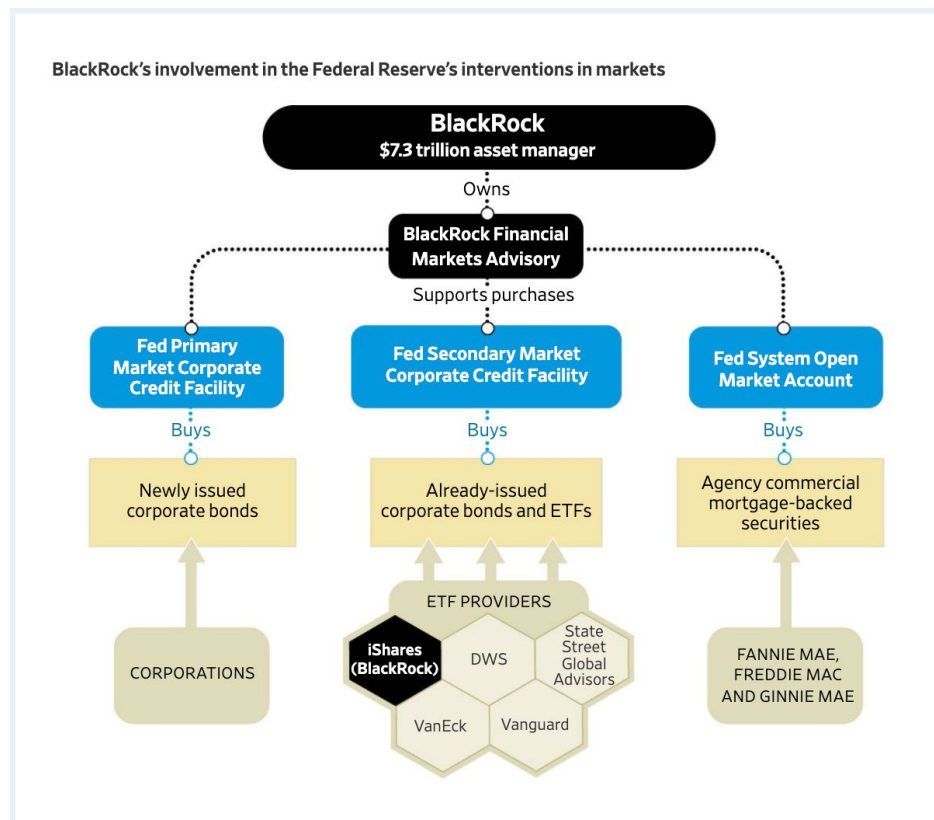 BlackRock's involvement in the Federal Reserve's interventions in markets
BlackRock
$7.3 trillion asset manager
Owns
BlackRock Financial
Markets Advisory
Supports purchases
Fed Primary
Market Corporate
Credit Facility
Fed Secondary Market
Corporate Credit Facility
Fed System Open
Market Account
Buys
Buys
Buys
Newly issued
corporate bonds
Already-issued
corporate bonds and ETFs
Agency commercial
mortgage-backed
securities
CORPORATIONS
ETF PROVIDERS
iShares
(BlackRock)
DWS
State
Street
Global
Advisors
VanEck
Vanguard
FANNIE MAE,
FREDDIE MAC
AND GINNIE MAE